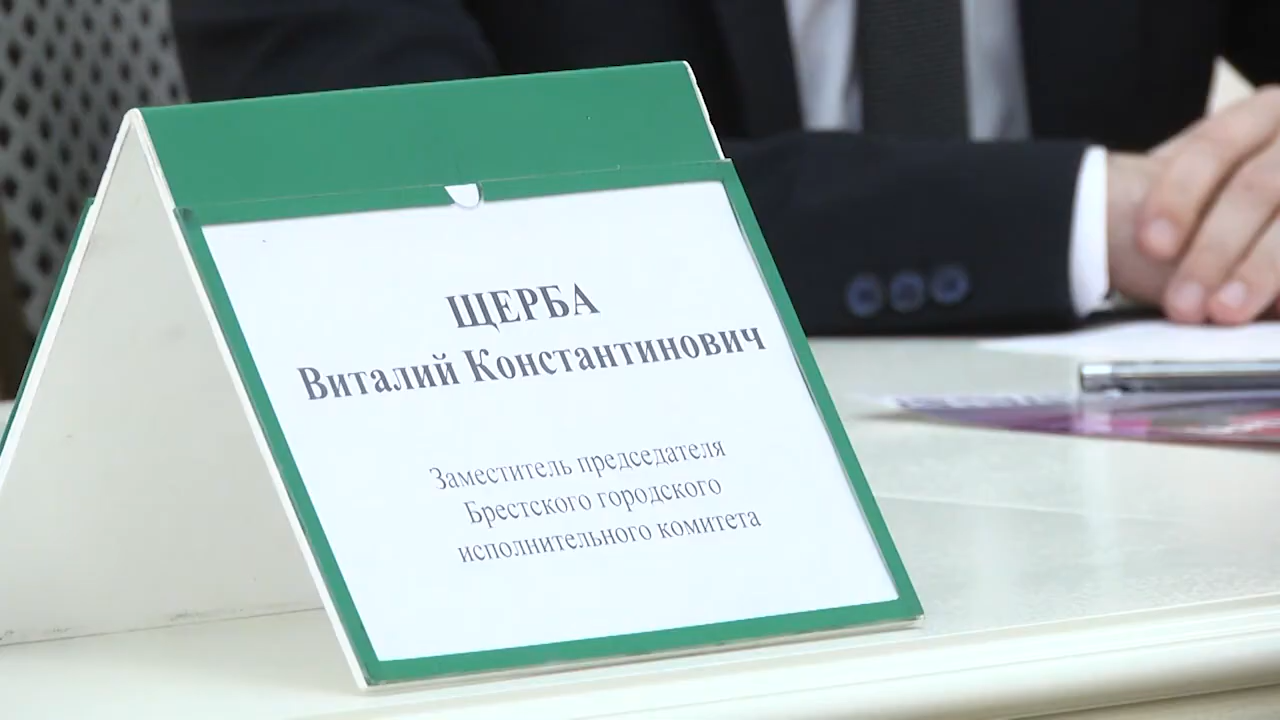 ЩЕРБА
Виталий Константинович
Заместитель председателя
Брестского городского
исполнительного комитета